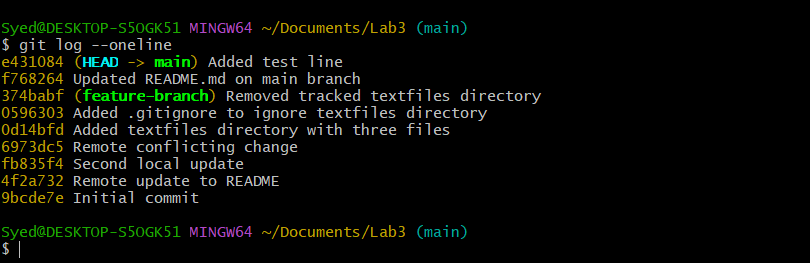 Syed@DESKTOP-S5OGK51 MINGW64 ~/Documents/Lab3 (main)
$ git log --oneline
e431084 (HEAD -> main) Added test line
f768264 Updated README.md on main branch
374babf (feature-branch) Removed tracked textfiles directory
0596303 Added .gitignore to ignore textfiles directory
0d14bfd Added textfiles directory with three files
6973dc5 Remote conflicting change
fb835f4 Second local update
4f2a732 Remote update to README
9bcde7e Initial commit
Syed@DESKTOP-S5OGK51 MINGW64 ~/Documents/Lab3 (main)
$